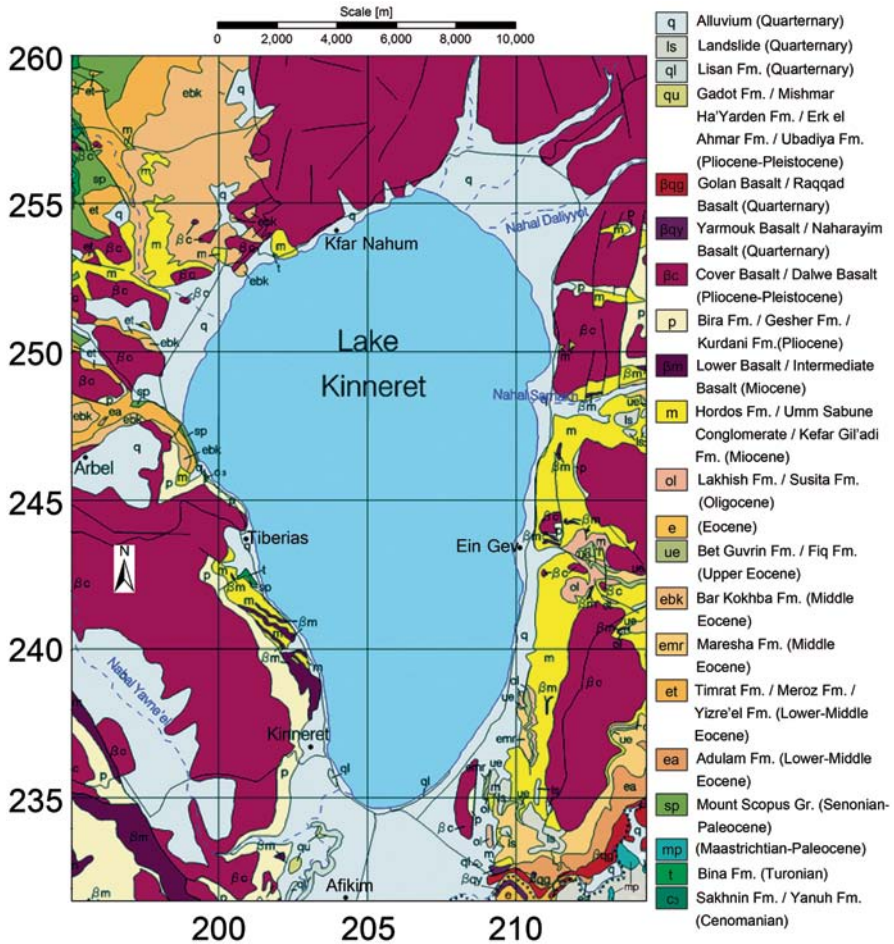 Scale [m]
0 2,000 4,000 6,000 8,000 10,000
260
255
250
245
240
235
200 205 210
Lake
Kinneret
Kfar Nahum
Nahal Daliyyot
Arbel
Tiberias
Ein Gev
N
Nahal Yavne'el
Kinneret
Afikim
q Alluvium (Quarternary)
ls Landslide (Quarternary)
ql Lisan Fm. (Quarternary)
qu Gadot Fm. / Mishmar
Ha'Yarden Fm. / Erk el
Ahmar Fm. / Ubadiya Fm.
(Pliocene-Pleistocene)
βqg Golan Basalt / Raqqad
Basalt (Quarternary)
βqy Yarmouk Basalt / Naharayim
Basalt (Quarternary)
βc Cover Basalt / Dalwe Basalt
(Pliocene-Pleistocene)
p Bira Fm. / Gesher Fm. /
Kurdani Fm.(Pliocene)
βm Lower Basalt / Intermediate
Basalt (Miocene)
m Hordos Fm. / Umm Sabune
Conglomerate / Kefar Gil'adi
Fm. (Miocene)
ol Lakhish Fm. / Susita Fm.
(Oligocene)
e (Eocene)
ue Bet Guvrin Fm. / Fiq Fm.
(Upper Eocene)
ebk Bar Kokhba Fm. (Middle
Eocene)
emr Maresha Fm. (Middle
Eocene)
et Timrat Fm. / Meroz Fm. /
Yizre'el Fm. (Lower-Middle
Eocene)
ea Adulam Fm. (Lower-Middle
Eocene)
sp Mount Scopus Gr. (Senonian-
Paleocene)
mp (Maastrichtian-Paleocene)
t Bina Fm. (Turonian)
c3 Sakhnin Fm. / Yanuh Fm.
(Cenomanian)